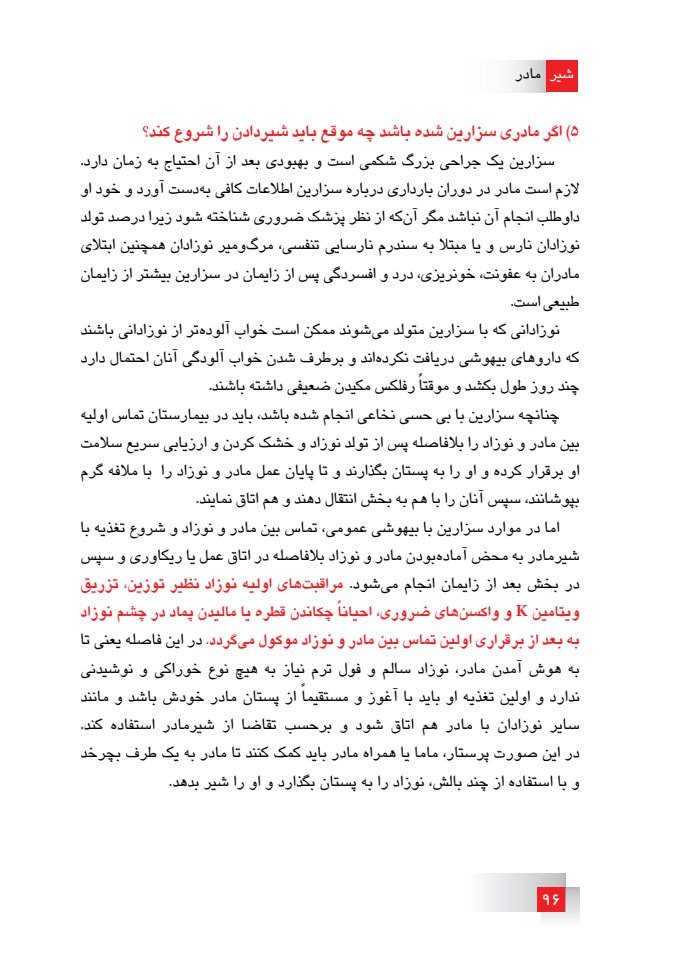 شیر مادر
۵) اگر مادری سزارین شده باشد چه موقع باید شیردادن را شروع کند؟
سزارین یک جراحی بزرگ شکمی است و بهبودی بعد از آن احتیاج به زمان دارد.
لازم است مادر در دوران بارداری درباره سزارین اطلاعات کافی به‌دست آورد و خود او
داوطلب انجام آن نباشد مگر آن‌که از نظر پزشک ضروری شناخته شود زیرا درصد تولد
نوزادان نارس و یا مبتلا به سندرم نارسایی تنفسی، مرگ‌ومیر نوزادان همچنین ابتلای
مادران به عفونت، خونریزی، درد و افسردگی پس از زایمان در سزارین بیشتر از زایمان
طبیعی است.
نوزادانی که با سزارین متولد می‌شوند ممکن است خواب آلوده‌تر از نوزادانی باشند
که داروهای بیهوشی دریافت نکرده‌اند و برطرف شدن خواب آلودگی آنان احتمال دارد
چند روز طول بکشد و موقتاً رفلکس مکیدن ضعیفی داشته باشند.
چنانچه سزارین با بی حسی نخاعی انجام شده باشد، باید در بیمارستان تماس اولیه
بین مادر و نوزاد را بلافاصله پس از تولد نوزاد و خشک کردن و ارزیابی سریع سلامت
او برقرار کرده و او را به پستان بگذارند و تا پایان عمل مادر و نوزاد را با ملافه گرم
بپوشانند، سپس آنان را با هم به بخش انتقال دهند و هم اتاق نمایند.
اما در موارد سزارین با بیهوشی عمومی، تماس بین مادر و نوزاد و شروع تغذیه با
شیرمادر به محض آماده‌بودن مادر و نوزاد بلافاصله در اتاق عمل یا ریکاوری و سپس
در بخش بعد از زایمان انجام می‌شود. مراقبت‌های اولیه نوزاد نظیر توزین، تزریق
ویتامین K و واکسن‌های ضروری، احیاناً چکاندن قطره یا مالیدن پماد در چشم نوزاد
به بعد از برقراری اولین تماس بین مادر و نوزاد موکول می‌گردد. در این فاصله یعنی تا
به هوش آمدن مادر، نوزاد سالم و فول ترم نیاز به هیچ نوع خوراکی و نوشیدنی
ندارد و اولین تغذیه او باید با آغوز و مستقیماً از پستان مادر خودش باشد و مانند
سایر نوزادان با مادر هم اتاق شود و برحسب تقاضا از شیرمادر استفاده کند.
در این صورت پرستار، ماما یا همراه مادر باید کمک کنند تا مادر به یک طرف بچرخد
و با استفاده از چند بالش، نوزاد را به پستان بگذارد و او را شیر بدهد.
۹۶